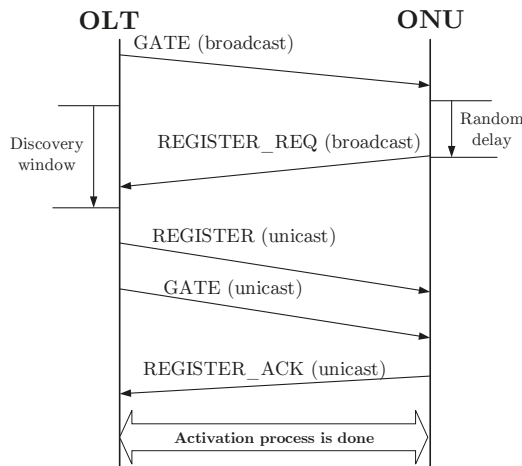 OLT
ONU
GATE (broadcast)
Discovery
window
REGISTER_REQ (broadcast)
Random
delay
REGISTER (unicast)
GATE (unicast)
REGISTER_ACK (unicast)
Activation process is done